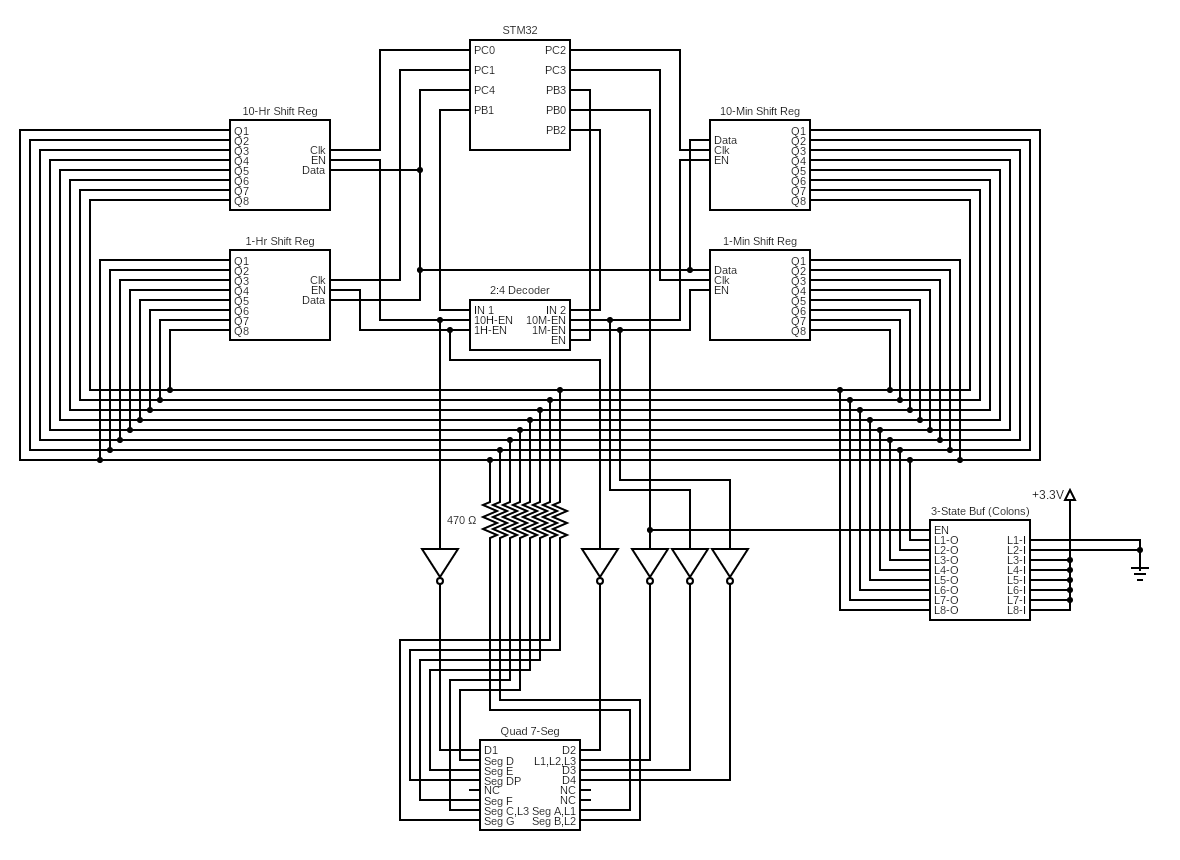 STM32
PC0 PC2
PC1 PC3
PC4 PB3
PB1 PB0
PB2
10-Hr Shift Reg
Q1
Q2
Q3 Clk
Q4 EN
Q5 Data
Q6
Q7
Q8
10-Min Shift Reg
Q1
Data Q2
Clk Q3
EN Q4
Q5
Q6
Q7
Q8
1-Hr Shift Reg
Q1
Q2
Q3 Clk
Q4 EN
Q5 Data
Q6
Q7
Q8
1-Min Shift Reg
Q1
Data Q2
Clk Q3
EN Q4
Q5
Q6
Q7
Q8
2:4 Decoder
IN 1 IN 2
10H-EN 10M-EN
1H-EN 1M-EN
EN
470 Ω
+3.3V
3-State Buf (Colons)
EN
L1-O L1-I
L2-O L2-I
L3-O L3-I
L4-O L4-I
L5-O L5-I
L6-O L6-I
L7-O L7-I
L8-O L8-I
Quad 7-Seg
D1 D2
Seg D L1,L2,L3
Seg E D3
Seg DP D4
NC NC
Seg F NC
Seg C,L3 Seg A,L1
Seg G Seg B,L2